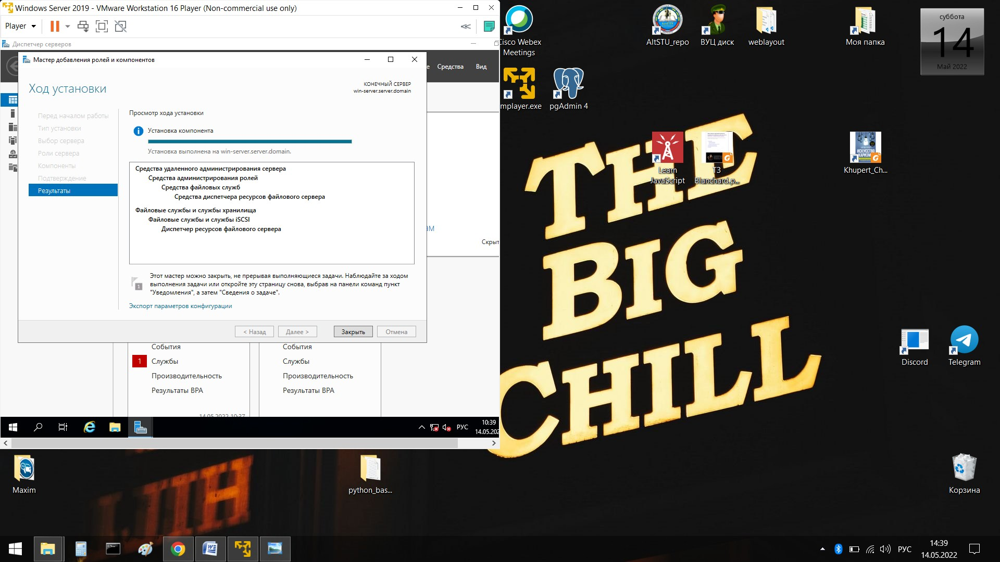 Windows Server 2019 - VMware Workstation 16 Player (Non-commercial use only)
Player
Диспетчер серверов
Мастер добавления ролей и компонентов
Средства
Вид
Ход установки
КОНЕЧНЫЙ СЕРВЕР
win-server.server.domain
Перед началом работы
Тип установки
Выбор сервера
Роли сервера
Компоненты
Подтверждение
Результаты
Просмотр хода установки
Установка компонента
Установка выполнена на win-server.server.domain.
Средства удаленного администрирования сервера
Средства администрирования ролей
Средства файловых служб
Средства диспетчера ресурсов файлового сервера
Файловые службы и службы хранилища
Файловые службы и службы iSCSI
Диспетчер ресурсов файлового сервера
Этот мастер можно закрыть, не прерывая выполняющиеся задачи. Наблюдайте за ходом
выполнения задачи или откройте эту страницу снова, выбрав на панели команд пункт
"Уведомления", а затем "Сведения о задаче".
1
Экспорт параметров конфигурации
< Назад
Далее >
Закрыть
Отмена
Скрыт
События
1 Службы
Производительность
Результаты BPA
14.05.2022 10:37
События
Службы
Производительность
Результаты BPA
РУС
10:39
14.05.202
isco Webex
Meetings
AltSTU_repo
ВУЦ диск
weblayout
Моя папка
суббота
14
Май 2022
mplayer.exe
pgAdmin 4
Learn
JavaScript
ТЗ
Blanchard.p...
ИСКУССТВО
ХАРИЗМ
Khupert_Ch...
THE
BIG
CHILL
Discord
Telegram
Maxim
python_bas...
Корзина
РУС
14:39
14.05.2022